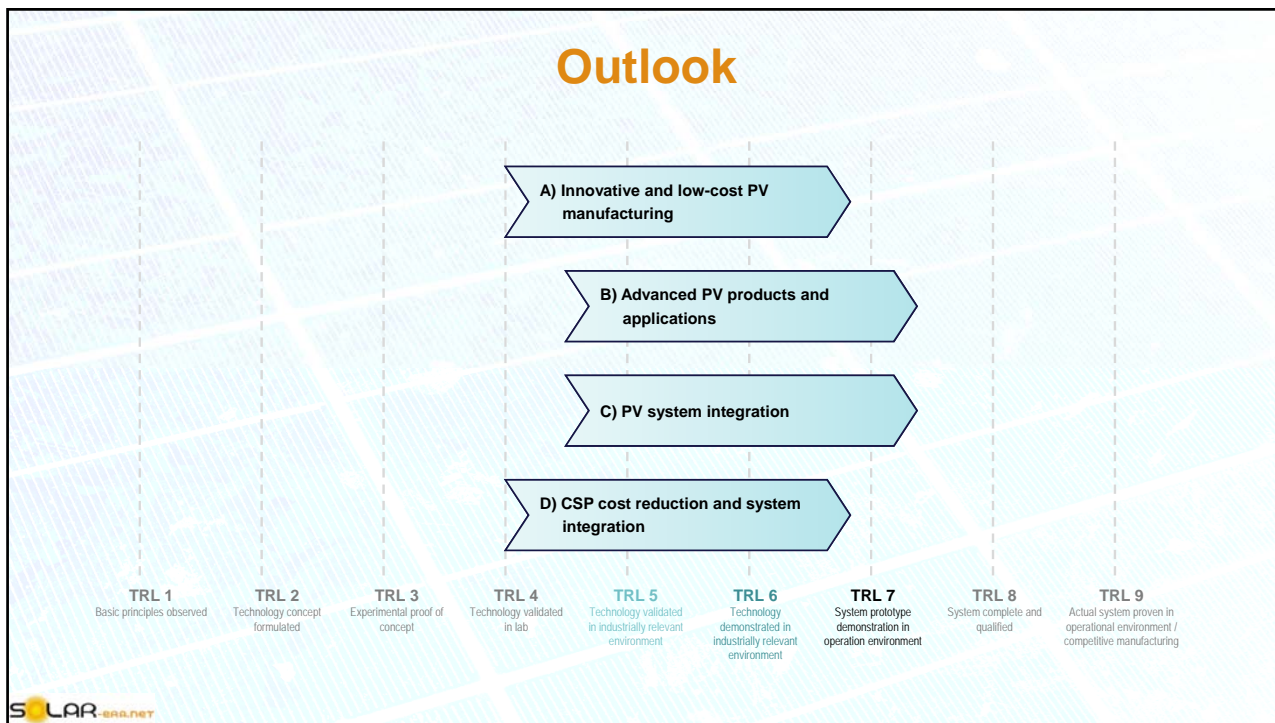 Outlook
A) Innovative and low-cost PV
manufacturing
B) Advanced PV products and
applications
C) PV system integration
D) CSP cost reduction and system
integration
TRL 1
Basic principles observed
TRL 2
Technology concept
formulated
TRL 3
Experimental proof of
concept
TRL 4
Technology validated
in lab
TRL 5
Technology validated
in industrially relevant
environment
TRL 6
Technology
demonstrated in
industrially relevant
environment
TRL 7
System prototype
demonstration in
operation environment
TRL 8
System complete and
qualified
TRL 9
Actual system proven in
operational environment /
competitive manufacturing
SOLAR-ERA.NET